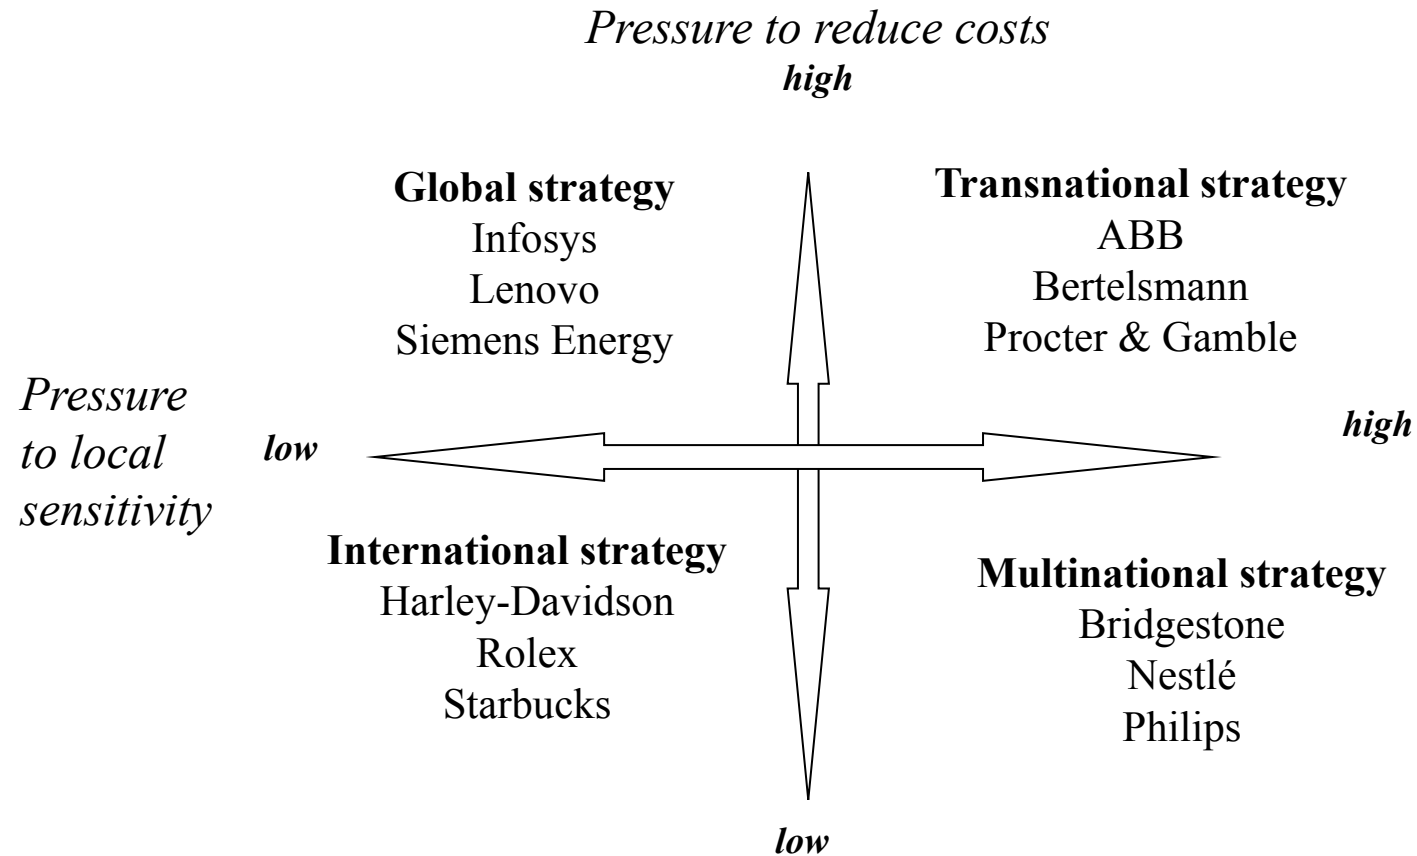 Pressure to reduce costs
high
Global strategy
Infosys
Lenovo
Siemens Energy
Transnational strategy
ABB
Bertelsmann
Procter & Gamble
Pressure
to local
sensitivity
low
high
International strategy
Harley-Davidson
Rolex
Starbucks
Multinational strategy
Bridgestone
Nestlé
Philips
low